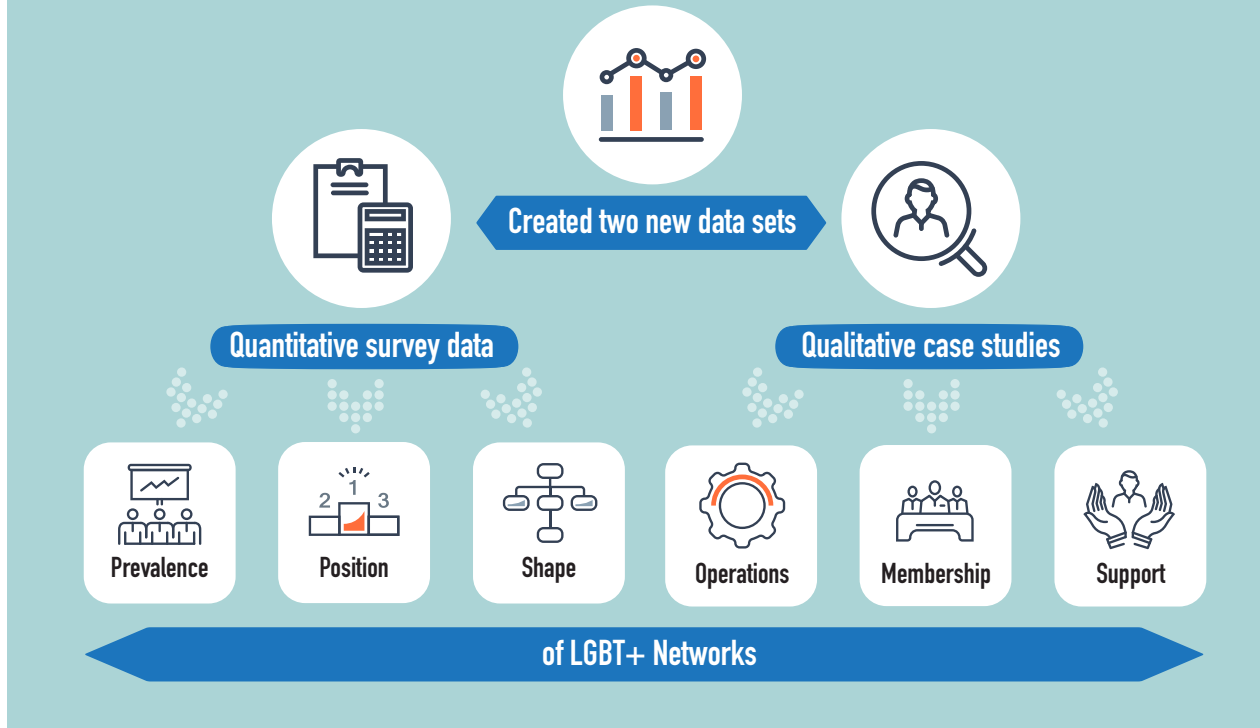 Created two new data sets
Quantitative survey data
Qualitative case studies
2 1 3
Prevalence
Position
Shape
Operations
Membership
Support
of LGBT+ Networks